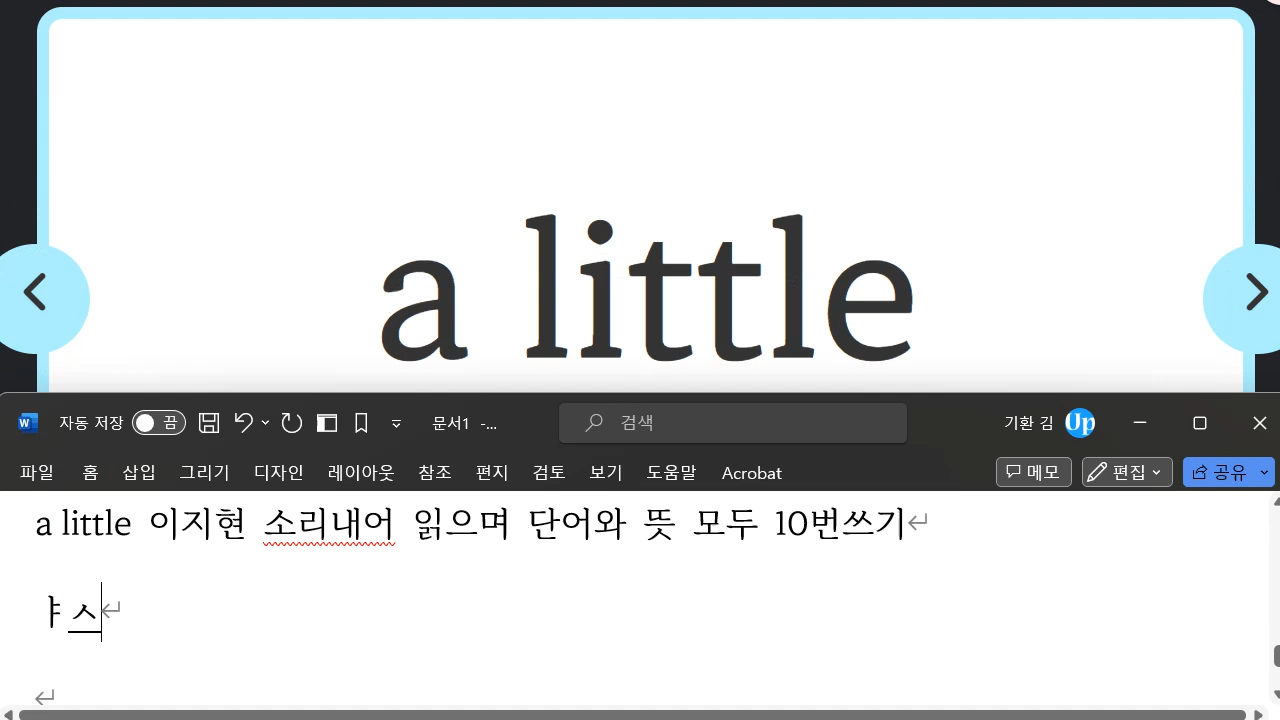 a little
자동 저장 끔 문서1 -... 검색 기환 김 Up
파일 홈 삽입 그리기 디자인 레이아웃 참조 편지 검토 보기 도움말 Acrobat 메모 편집 공유
a little 이지현 소리내어 읽으며 단어와 뜻 모두 10번쓰기
ㅑㅅ